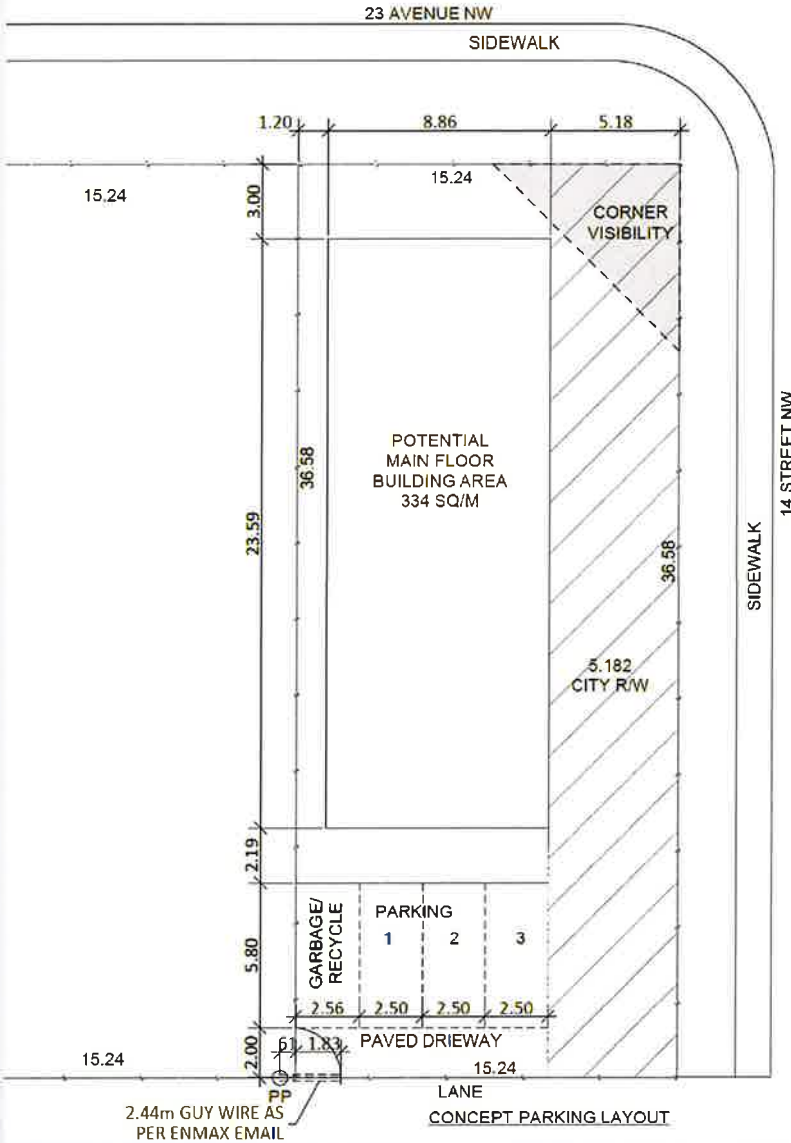 23 AVENUE NW
SIDEWALK
1.20
8.86
5.18
15.24
15.24
3.00
CORNER
VISIBILITY
POTENTIAL
MAIN FLOOR
BUILDING AREA
334 SQ/M
36.58
23.59
36.58
14 STREET NW
SIDEWALK
5.182
CITY R/W
2.19
GARBAGE/
RECYCLE
PARKING
1
2
3
5.80
2.56
2.50
2.50
2.50
2.00
61
1.83
PAVED DRIEWAY
15.24
15.24
PP
LANE
2.44m GUY WIRE AS
PER ENMAX EMAIL
CONCEPT PARKING LAYOUT